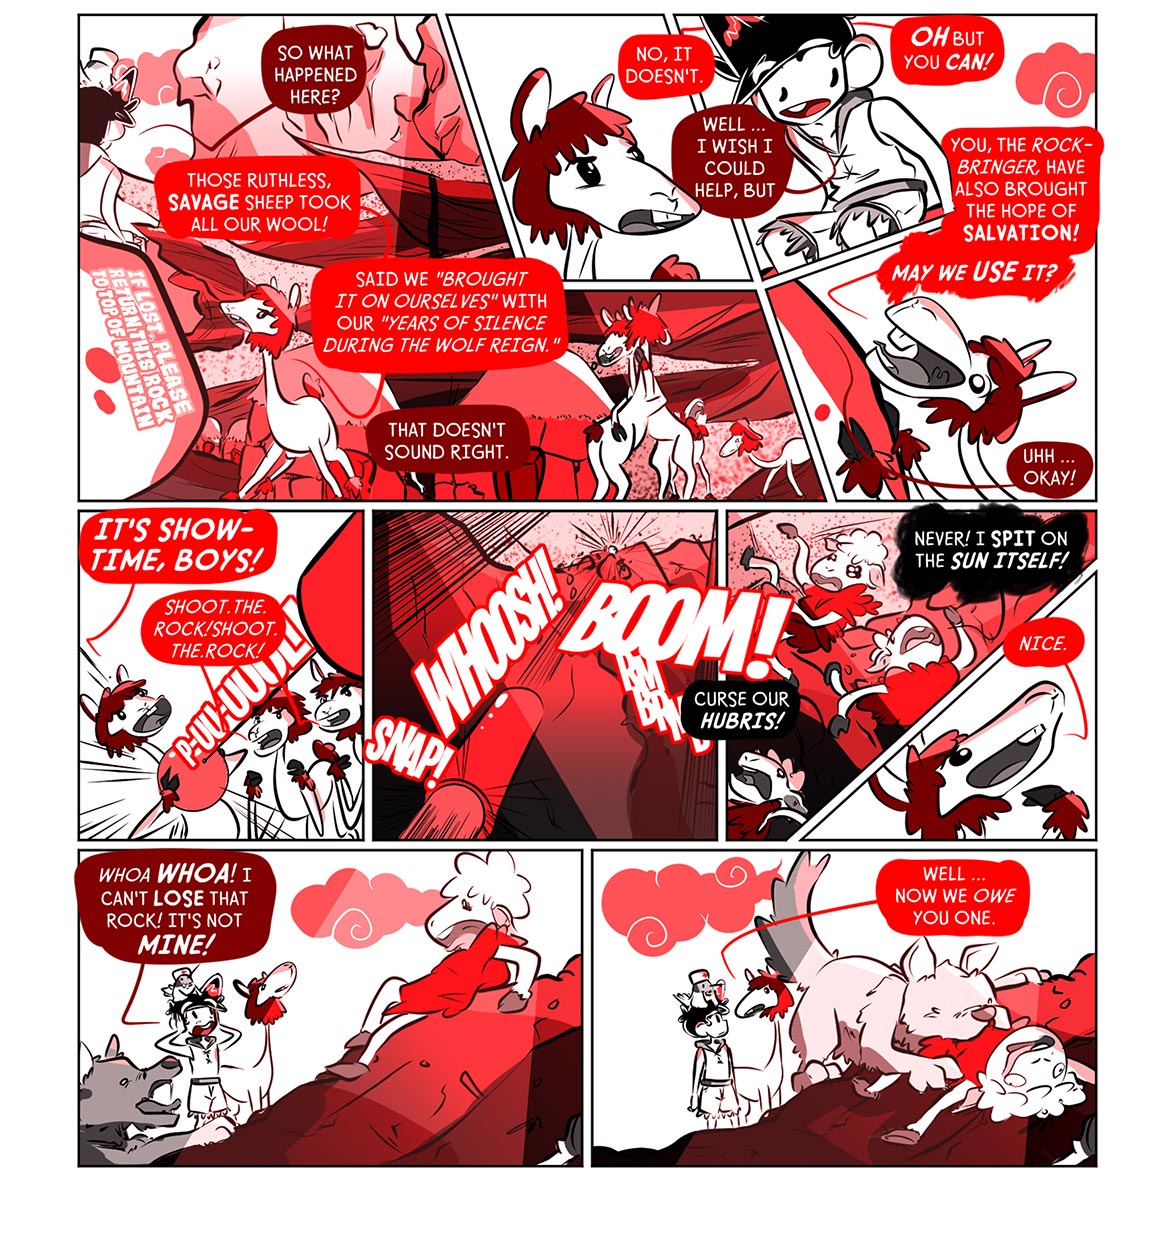 SO WHAT
HAPPENED
HERE?
THOSE RUTHLESS,
SAVAGE SHEEP TOOK
ALL OUR WOOL!
SAID WE "BROUGHT
IT ON OURSELVES" WITH
OUR "YEARS OF SILENCE
DURING THE WOLF REIGN."
THAT DOESN'T
SOUND RIGHT.
IF LOST, PLEASE
RETURN THIS ROCK
TO TOP OF MOUNTAIN
NO, IT
DOESN'T.
WELL ...
I WISH I
COULD
HELP, BUT
OH BUT
YOU CAN!
YOU, THE ROCK-
BRINGER, HAVE
ALSO BROUGHT
THE HOPE OF
SALVATION!
MAY WE USE IT?
UHH ...
OKAY!
IT'S SHOW-
TIME, BOYS!
SHOOT.THE.
ROCK!SHOOT.
THE.ROCK!
SNAP!
WHOOSH!
BOOM!
CURSE OUR
HUBRIS!
NEVER! I SPIT ON
THE SUN ITSELF!
NICE.
WHOA WHOA! I
CAN'T LOSE THAT
ROCK! IT'S NOT
MINE!
WELL ...
NOW WE OWE
YOU ONE.